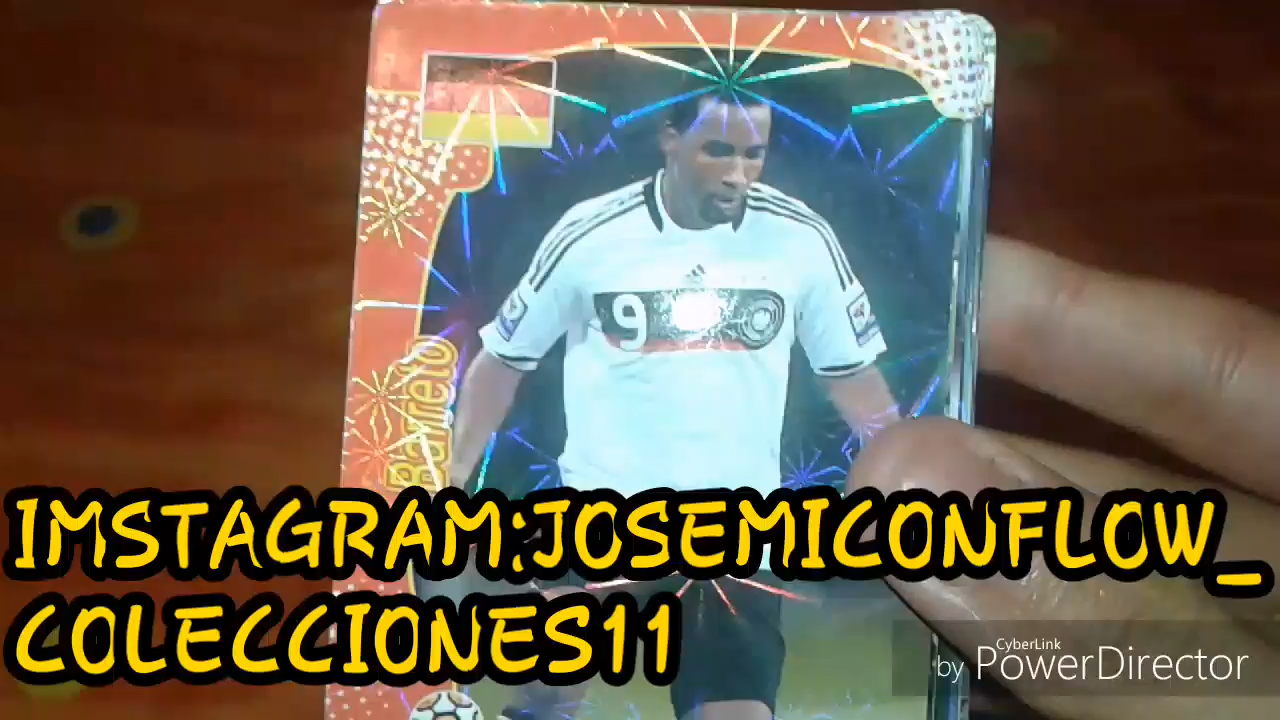 9
Barreto
IMSTAGRAM:JOSEMICONFLOW_
COLECCIONES11
CyberLink
by PowerDirector